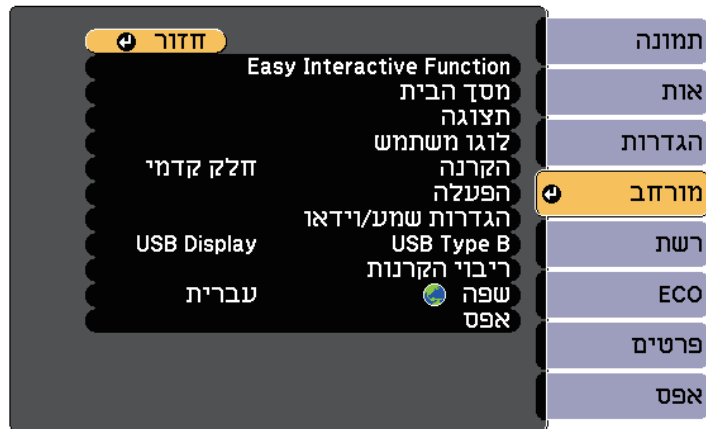 תמונה
אות
הגדרות
מורחב
רשת
ECO
פרטים
אפס
חזור
Easy Interactive Function
מסך הבית
תצוגה
לוגו משתמש
הקרנה חלק קדמי
הפעלה
הגדרות שמע/וידאו
USB Type B USB Display
ריבוי הקרנות
שפה עברית
אפס